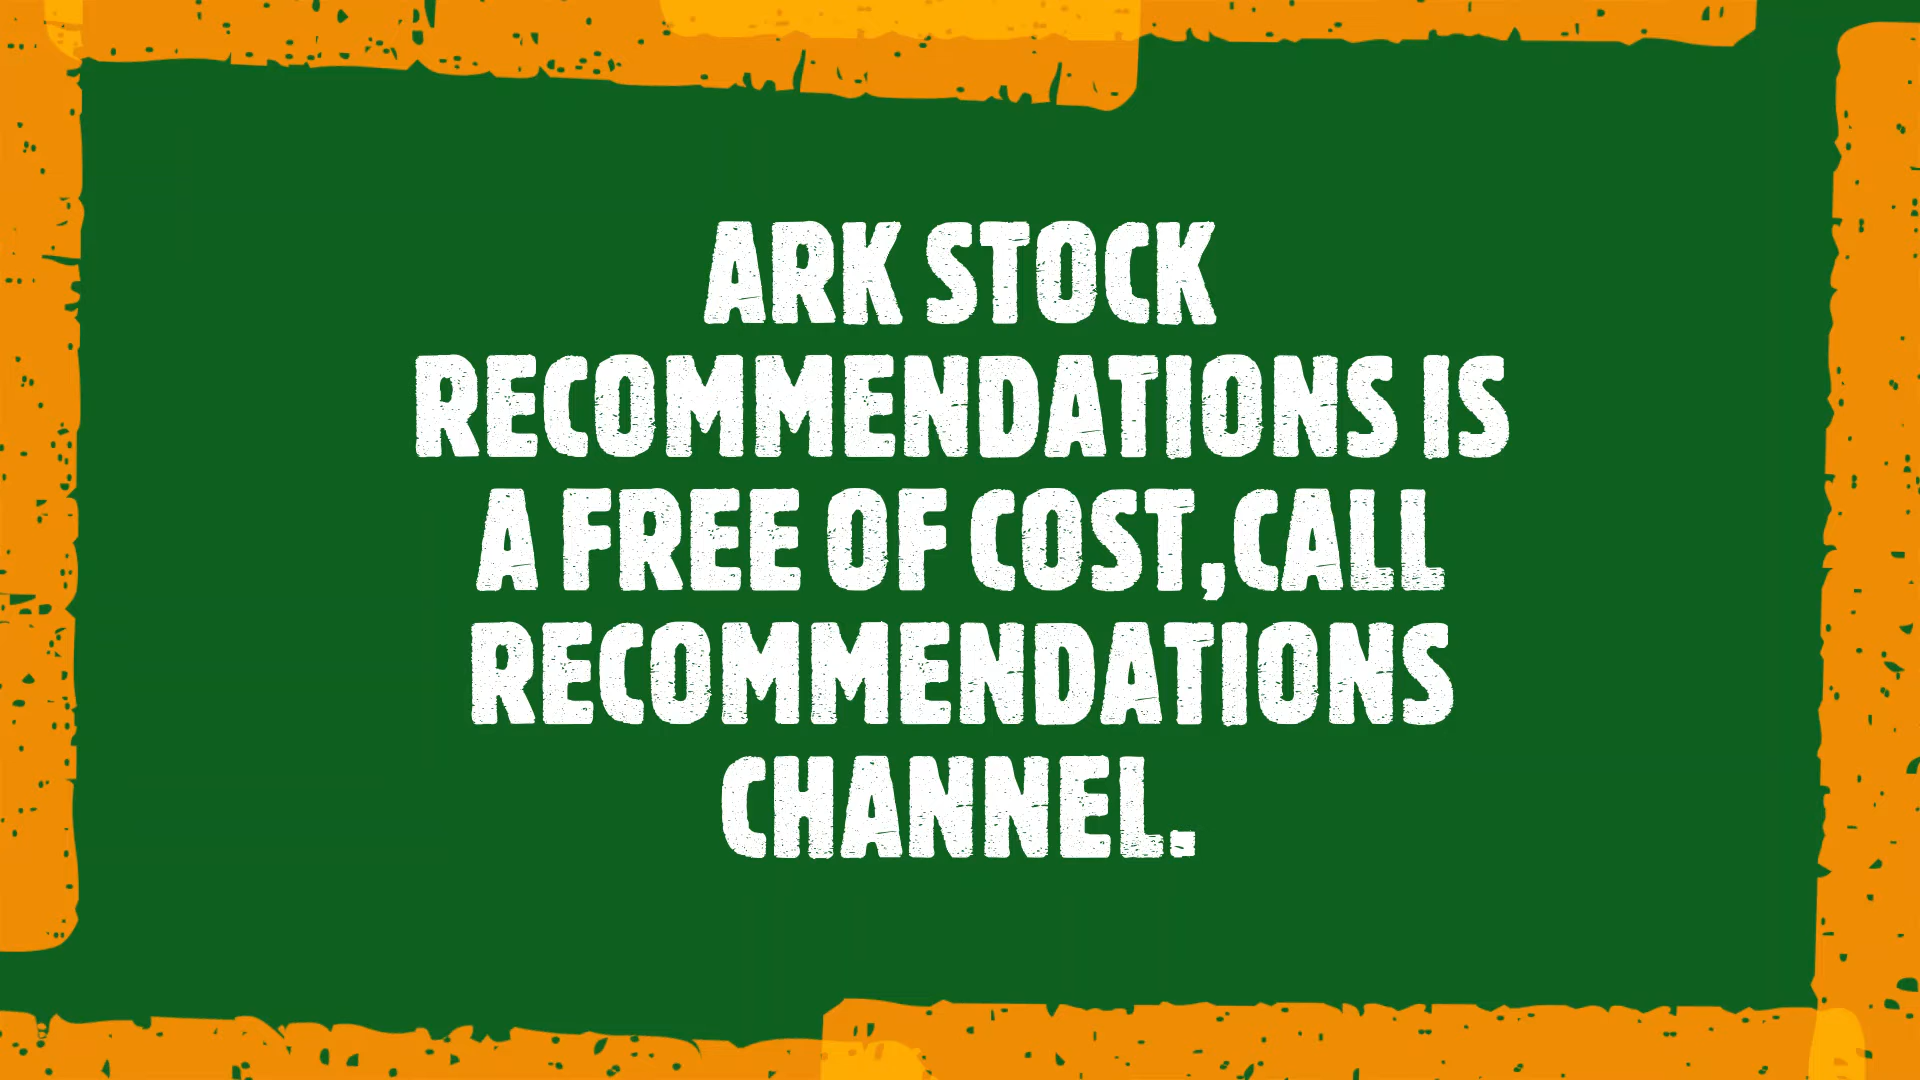 ARK STOCK
RECOMMENDATIONS IS
A FREE OF COST,CALL
RECOMMENDATIONS
CHANNEL.